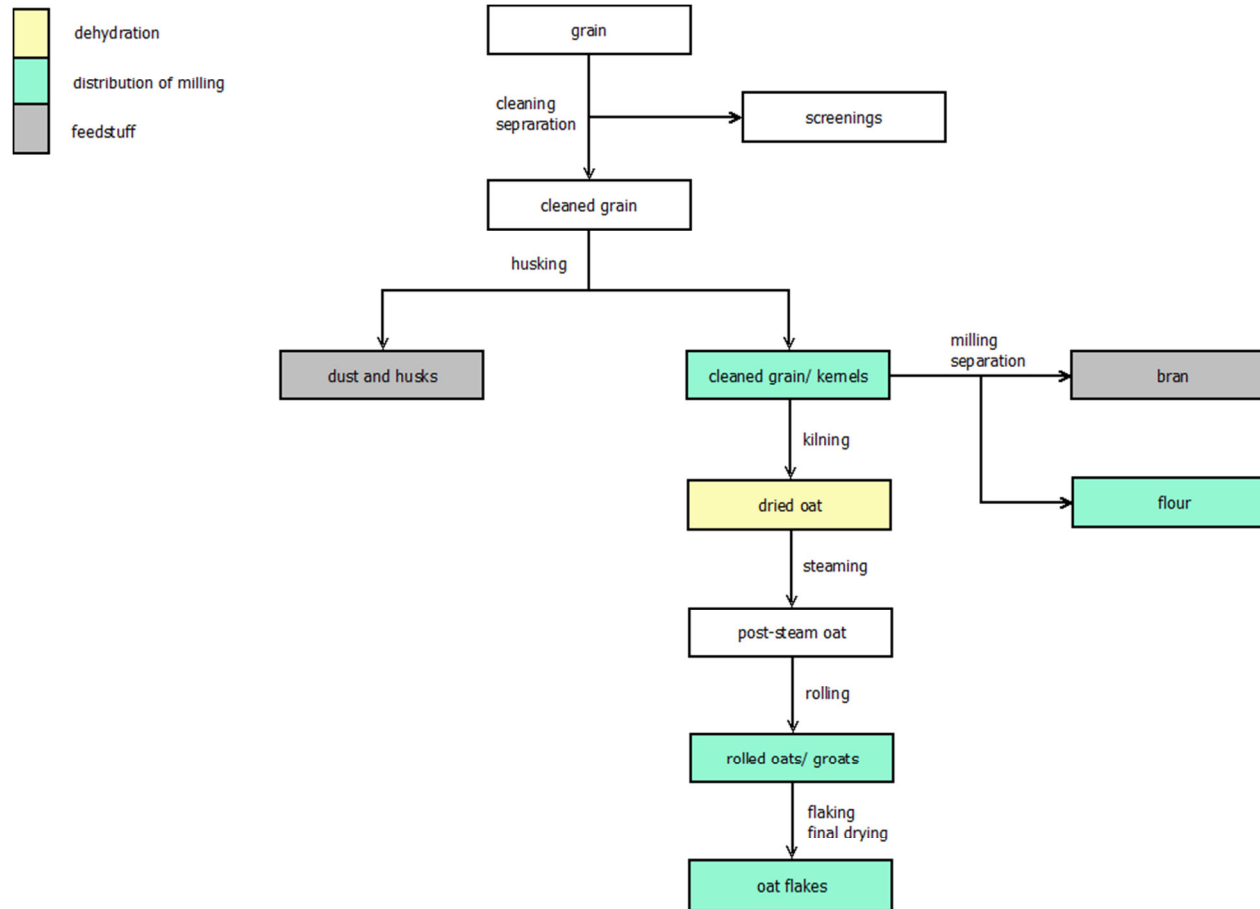 dehydration
distribution of milling
feedstuff
grain
cleaning
sepraration
screenings
cleaned grain
husking
dust and husks
cleaned grain/ kernels
milling
separation
bran
kilning
flour
dried oat
steaming
post-steam oat
rolling
rolled oats/ groats
flaking
final drying
oat flakes